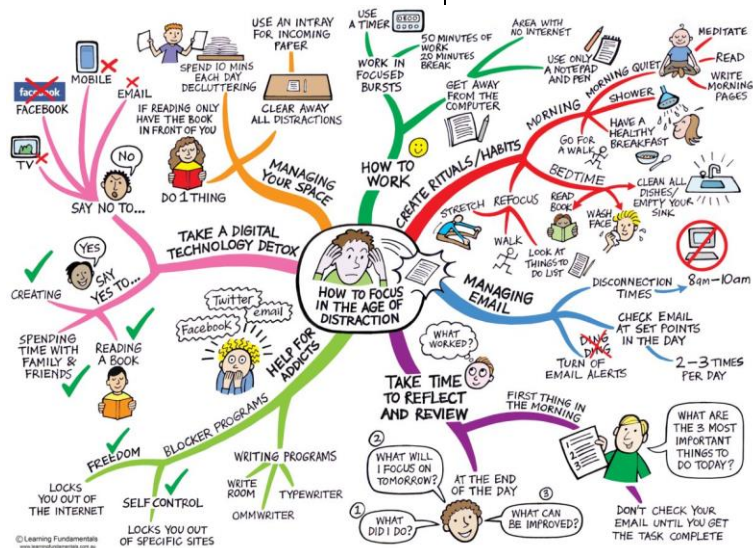 HOW TO FOCUS
IN THE AGE OF
DISTRACTION
HOW TO
WORK
WORK IN
FOCUSED
BURSTS
USE
A TIMER
50 MINUTES OF
WORK
20 MINUTES
BREAK
GET AWAY
FROM THE
COMPUTER
AREA WITH
NO INTERNET
USE ONLY
A NOTEPAD
AND PEN
CREATE RITUALS/HABITS
MORNING
MORNING QUIET
MEDITATE
READ
WRITE
MORNING
PAGES
SHOWER
HAVE A
HEALTHY
BREAKFAST
GO FOR
A WALK
BEDTIME
CLEAN ALL
DISHES/
EMPTY YOUR
SINK
WASH
FACE
READ
BOOK
REFOCUS
STRETCH
WALK
LOOK AT
THINGS TO
DO LIST
MANAGING
EMAIL
DISCONNECTION
TIMES
8am-10am
CHECK EMAIL
AT SET POINTS
IN THE DAY
2-3 TIMES
PER DAY
DING
DING
TURN OF
EMAIL ALERTS
TAKE TIME
TO REFLECT
AND REVIEW
WHAT
WORKED?
FIRST THING
IN THE
MORNING
1
2
3
WHAT ARE
THE 3 MOST
IMPORTANT
THINGS TO
DO TODAY?
DON'T CHECK
YOUR
EMAIL UNTIL YOU GET
THE TASK COMPLETE
AT THE END
OF THE DAY
1
WHAT
DID I DO?
2
WHAT WILL
I FOCUS ON
TOMORROW?
3
WHAT CAN
BE IMPROVED?
HELP FOR
ADDICTS
Twitter
email
Facebook
BLOCKER PROGRAMS
FREEDOM
LOCKS
YOU OUT OF
THE INTERNET
SELF CONTROL
LOCKS YOU OUT
OF SPECIFIC SITES
WRITING PROGRAMS
WRITE
ROOM
OMMWRITER
TYPEWRITER
TAKE A DIGITAL
TECHNOLOGY DETOX
SAY NO TO...
NO
TV
facebook
FACEBOOK
MOBILE
EMAIL
SAY
YES TO...
YES
CREATING
SPENDING
TIME WITH
FAMILY &
FRIENDS
READING
A BOOK
MANAGING
YOUR SPACE
SPEND 10 MINS
EACH DAY
DECLUTTERING
USE AN INTRAY
FOR INCOMING
PAPER
CLEAR AWAY
ALL DISTRACTIONS
IF READING ONLY
HAVE THE BOOK
IN FRONT OF YOU
DO 1 THING
© Learning Fundamentals
www.learningfundamentals.com.au